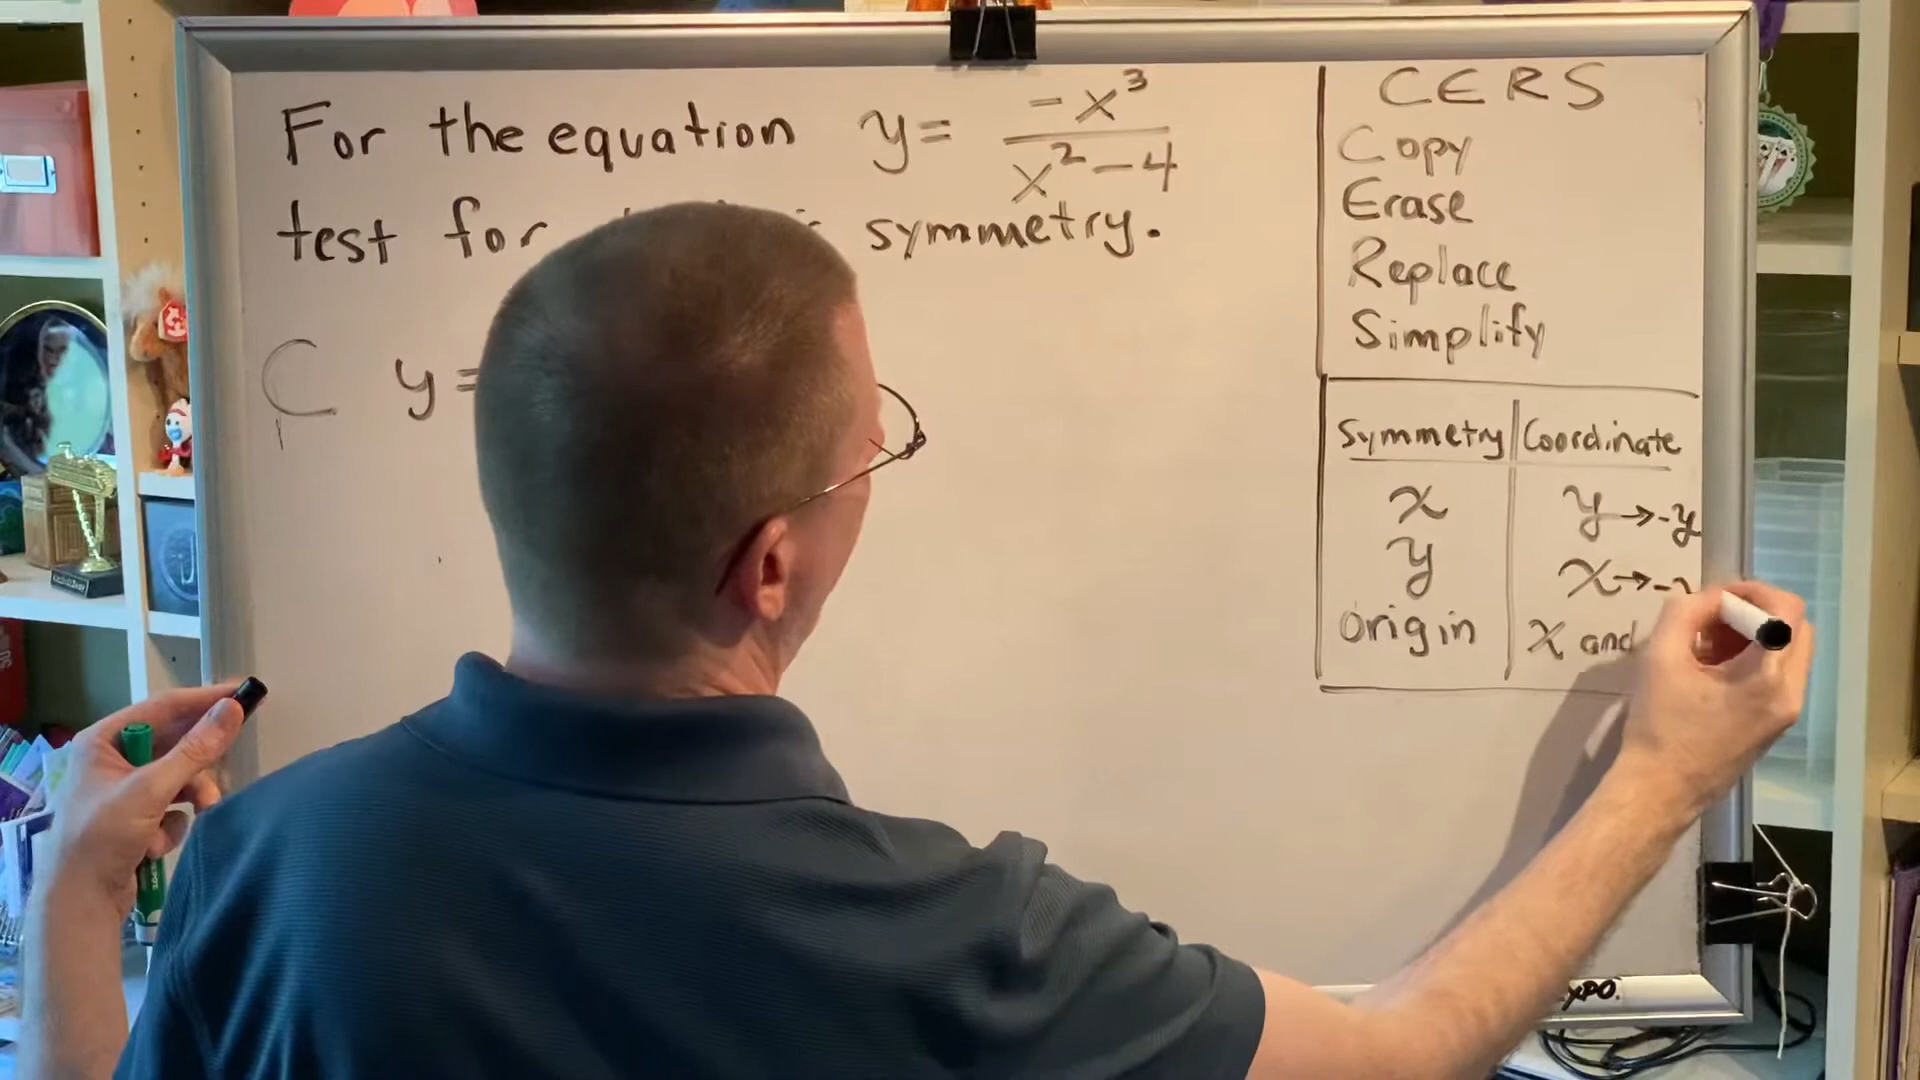 For the equation y = -x³ / x² - 4
test for symmetry.
C y =
CERS
Copy
Erase
Replace
Simplify
Symmetry Coordinate
x y → -y
y x → -
origin x and
EXPO